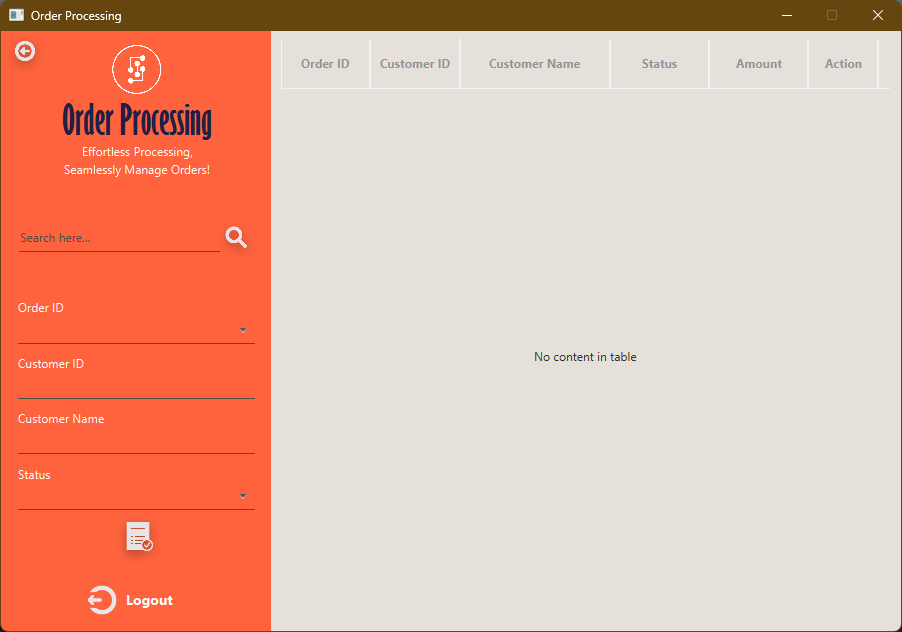 Order Processing
Order Processing
Effortless Processing,
Seamlessly Manage Orders!
Search here...
Order ID
Customer ID
Customer Name
Status
Logout
Order ID Customer ID Customer Name Status Amount Action
No content in table